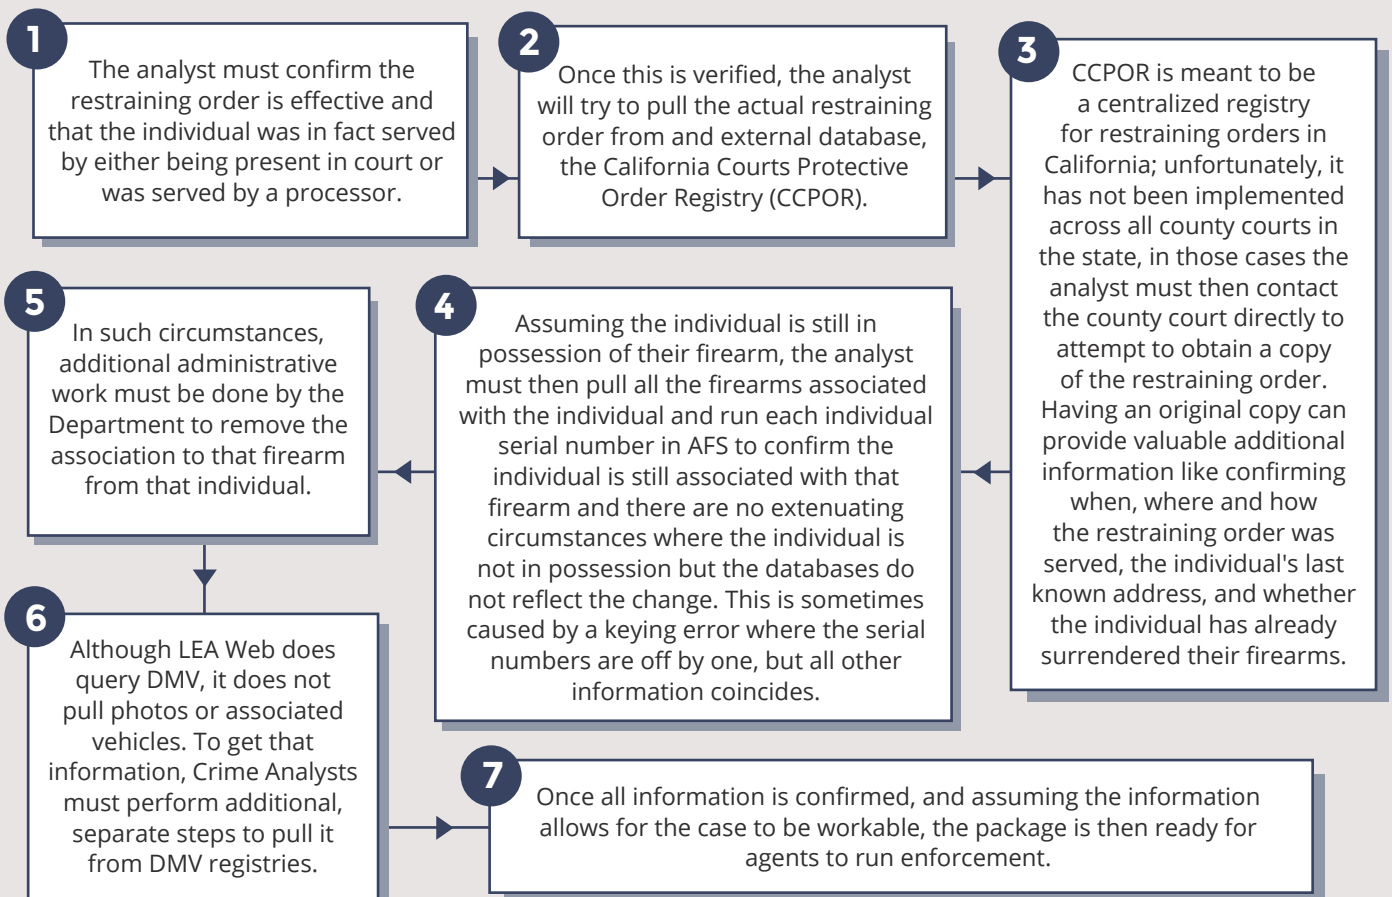 1
The analyst must confirm the
restraining order is effective and
that the individual was in fact served
by either being present in court or
was served by a processor.
2
Once this is verified, the analyst
will try to pull the actual restraining
order from and external database,
the California Courts Protective
Order Registry (CCPOR).
3
CCPOR is meant to be
a centralized registry
for restraining orders in
California; unfortunately, it
has not been implemented
across all county courts in
the state, in those cases the
analyst must then contact
the county court directly to
attempt to obtain a copy
of the restraining order.
Having an original copy can
provide valuable additional
information like confirming
when, where and how
the restraining order was
served, the individual's last
known address, and whether
the individual has already
surrendered their firearms.
4
Assuming the individual is still in
possession of their firearm, the analyst
must then pull all the firearms associated
with the individual and run each individual
serial number in AFS to confirm the
individual is still associated with that
firearm and there are no extenuating
circumstances where the individual is
not in possession but the databases do
not reflect the change. This is sometimes
caused by a keying error where the serial
numbers are off by one, but all other
information coincides.
5
In such circumstances,
additional administrative
work must be done by the
Department to remove the
association to that firearm
from that individual.
6
Although LEA Web does
query DMV, it does not
pull photos or associated
vehicles. To get that
information, Crime Analysts
must perform additional,
separate steps to pull it
from DMV registries.
7
Once all information is confirmed, and assuming the information
allows for the case to be workable, the package is then ready for
agents to run enforcement.